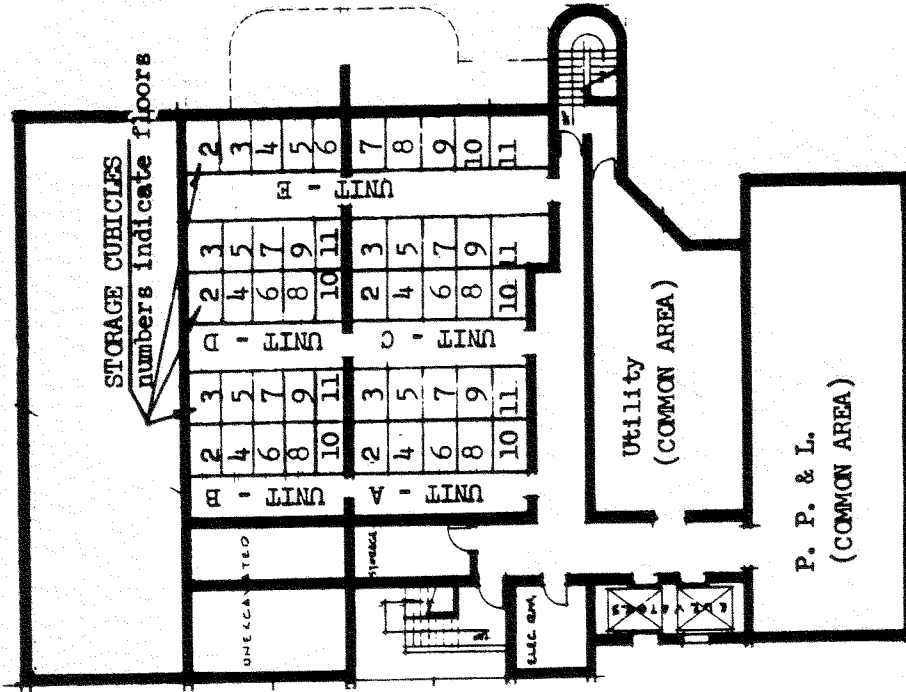 STORAGE CUBICLES
numbers indicate floors
2 3 4 5 6 7 8 9 10 11
UNIT - E
3 5 7 9 11 3 5 7 9 11
2 4 6 8 10 2 4 6 8 10
UNIT - D
UNIT - C
3 5 7 9 11 3 5 7 9 11
2 4 6 8 10 2 4 6 8 10
UNIT - B
UNIT - A
UNEXCAVATED
STORAGE
ELEC RM.
ELEVATORS
Utility
(COMMON AREA)
P. P. & L.
(COMMON AREA)